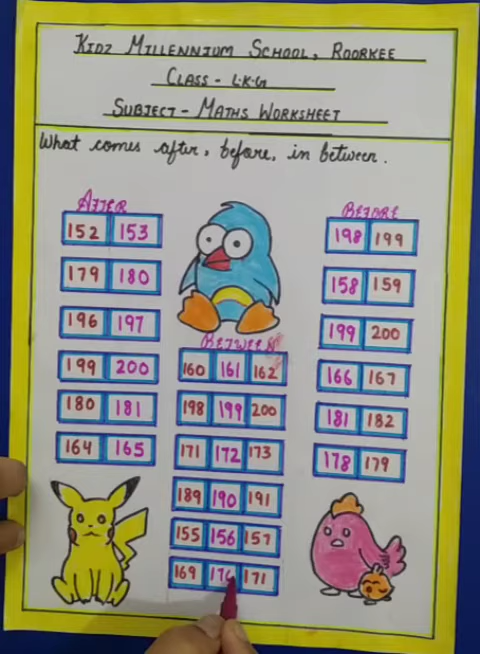 KIDZ MILLENNIUM SCHOOL, ROORKEE
CLASS - L.K.G
SUBJECT - MATHS WORKSHEET
What comes after, before, in between.
AFTER
152 153
179 180
196 197
199 200
180 181
164 165
BETWEEN
160 161 162
198 199 200
171 172 173
189 190 191
155 156 157
169 170 171
BEFORE
198 199
158 159
199 200
166 167
181 182
178 179